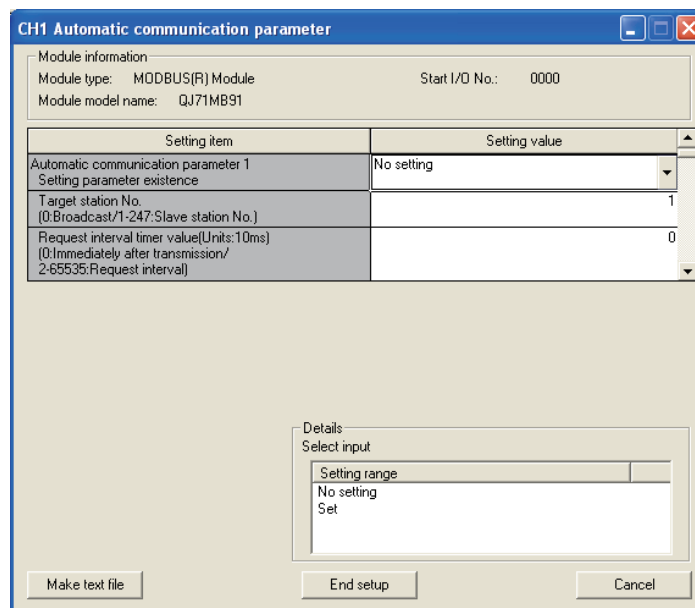 CH1 Automatic communication parameter
Module information
Module type: MODBUS(R) Module Start I/O No.: 0000
Module model name: QJ71MB91
Setting item Setting value
Automatic communication parameter 1 No setting
Setting parameter existence
Target station No. 1
(0:Broadcast/1-247:Slave station No.)
Request interval timer value(Units:10ms) 0
(0:Immediately after transmission/
2-65535:Request interval)
Details
Select input
Setting range
No setting
Set
Make text file End setup Cancel